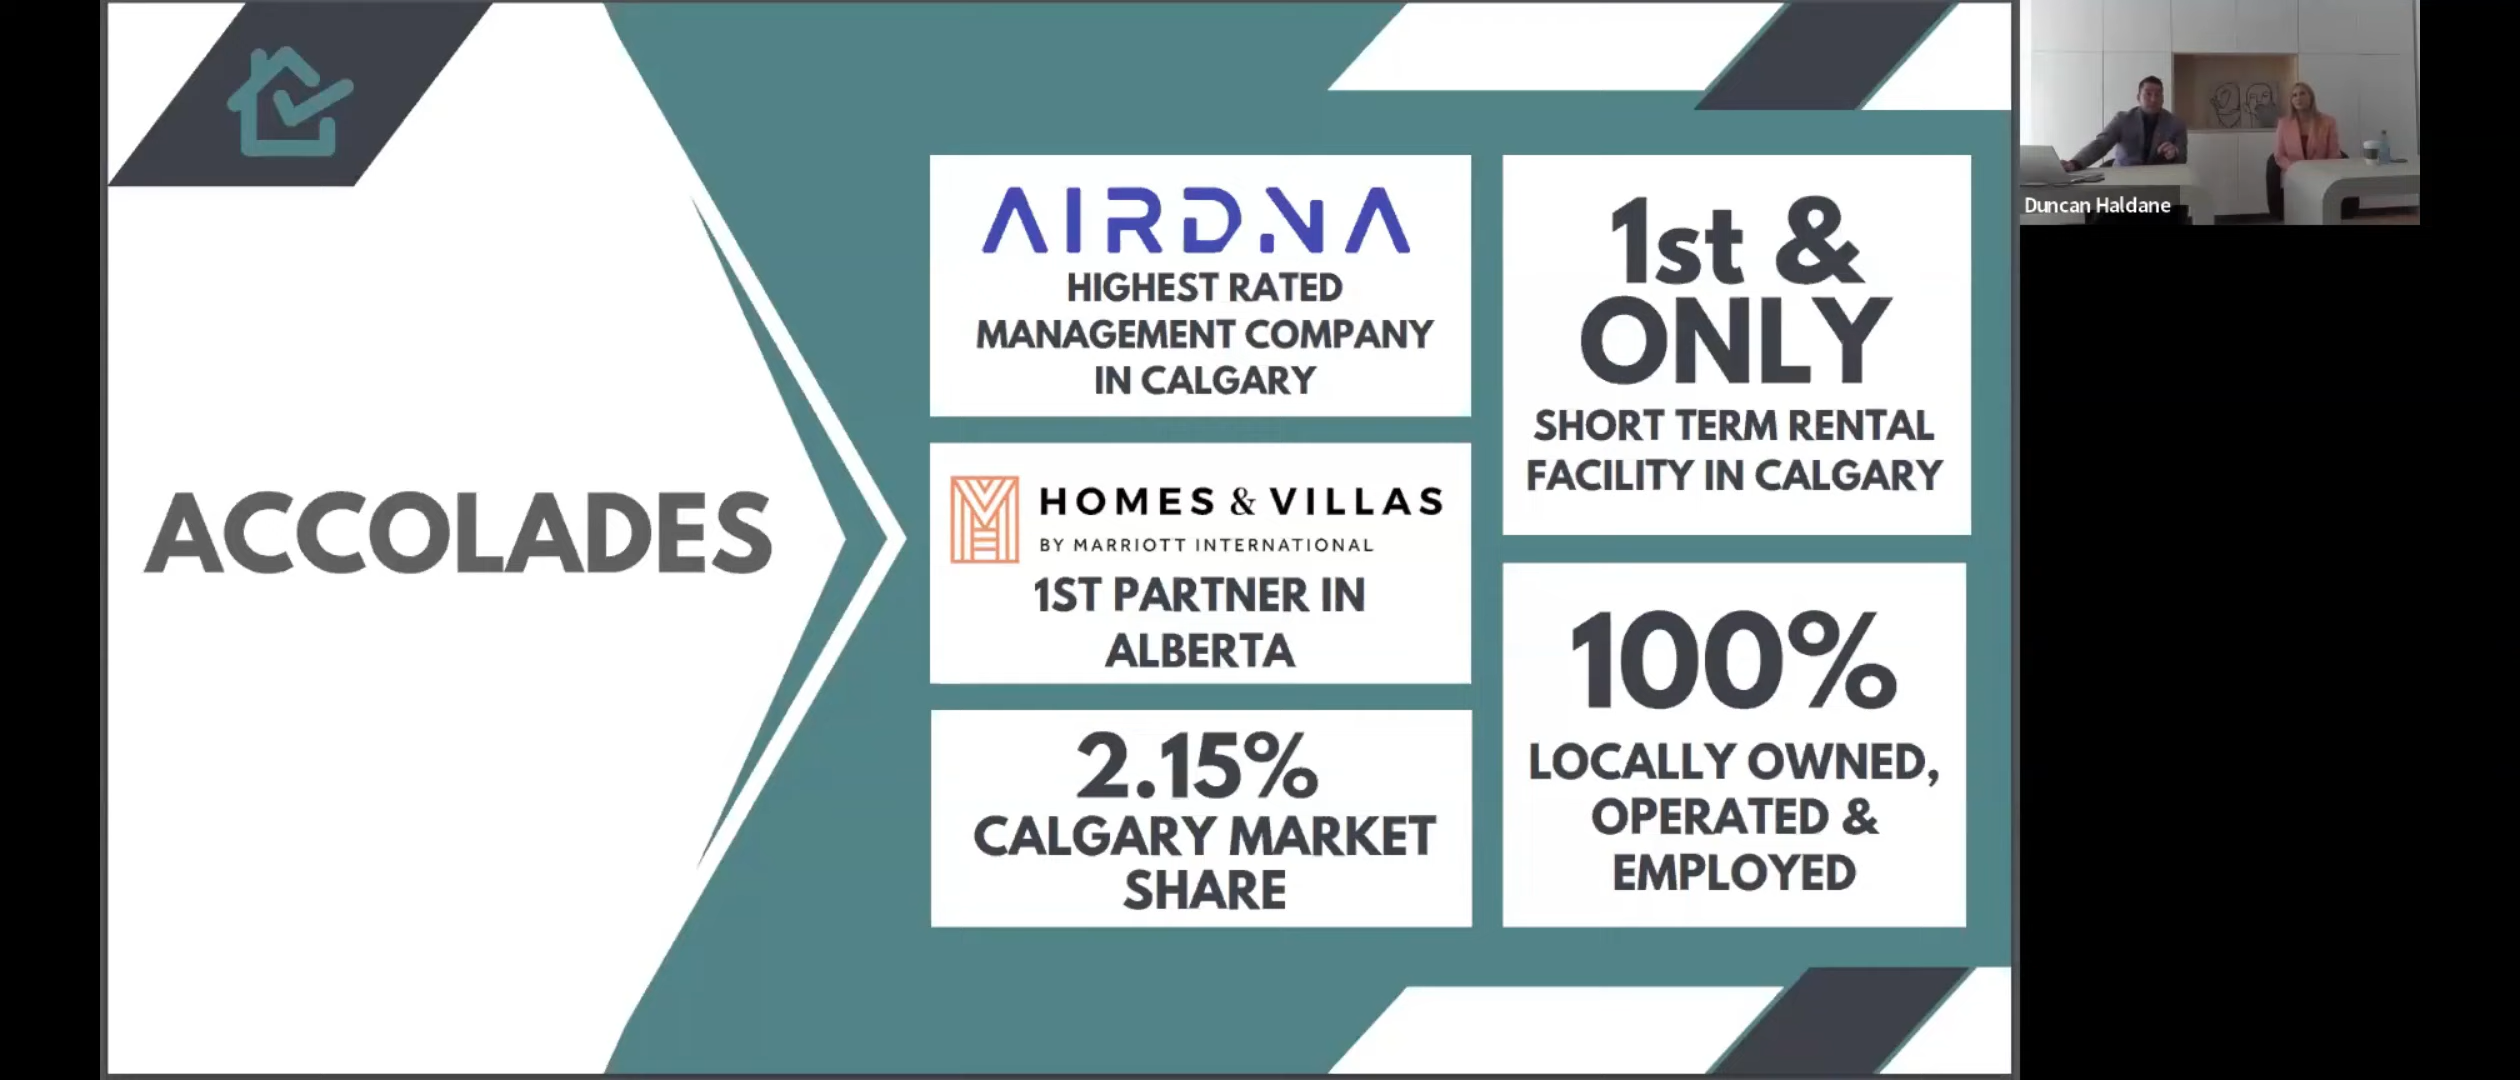 ACCOLADES
AIRDNA
HIGHEST RATED
MANAGEMENT COMPANY
IN CALGARY
HOMES & VILLAS
BY MARRIOTT INTERNATIONAL
1ST PARTNER IN
ALBERTA
2.15%
CALGARY MARKET
SHARE
1st &
ONLY
SHORT TERM RENTAL
FACILITY IN CALGARY
100%
LOCALLY OWNED,
OPERATED &
EMPLOYED
Duncan Haldane